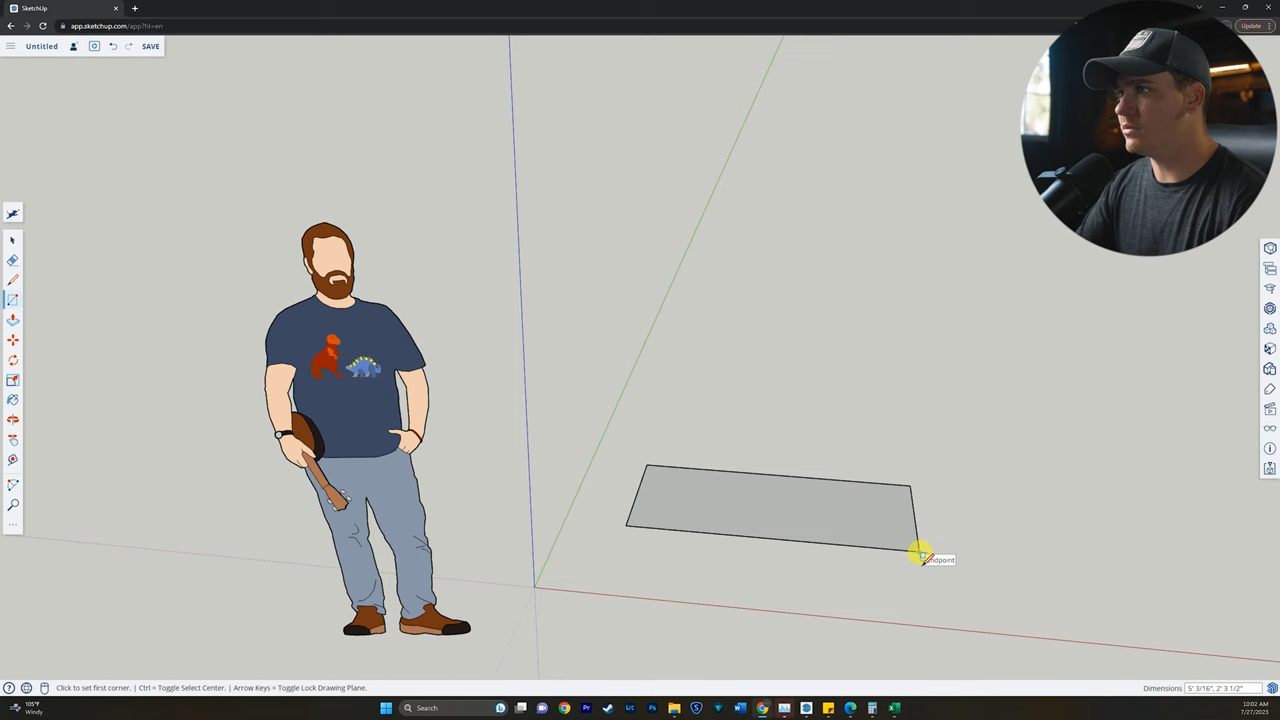 SketchUp
app.sketchup.com/app?hl=en
Update
Untitled
SAVE
ndpoint
Click to set first corner. | Ctrl = Toggle Select Center. | Arrow Keys = Toggle Lock Drawing Plane.
Dimensions 5' 3/16", 2' 3 1/2"
105°F
Windy
Search
10:02 AM
7/27/2023